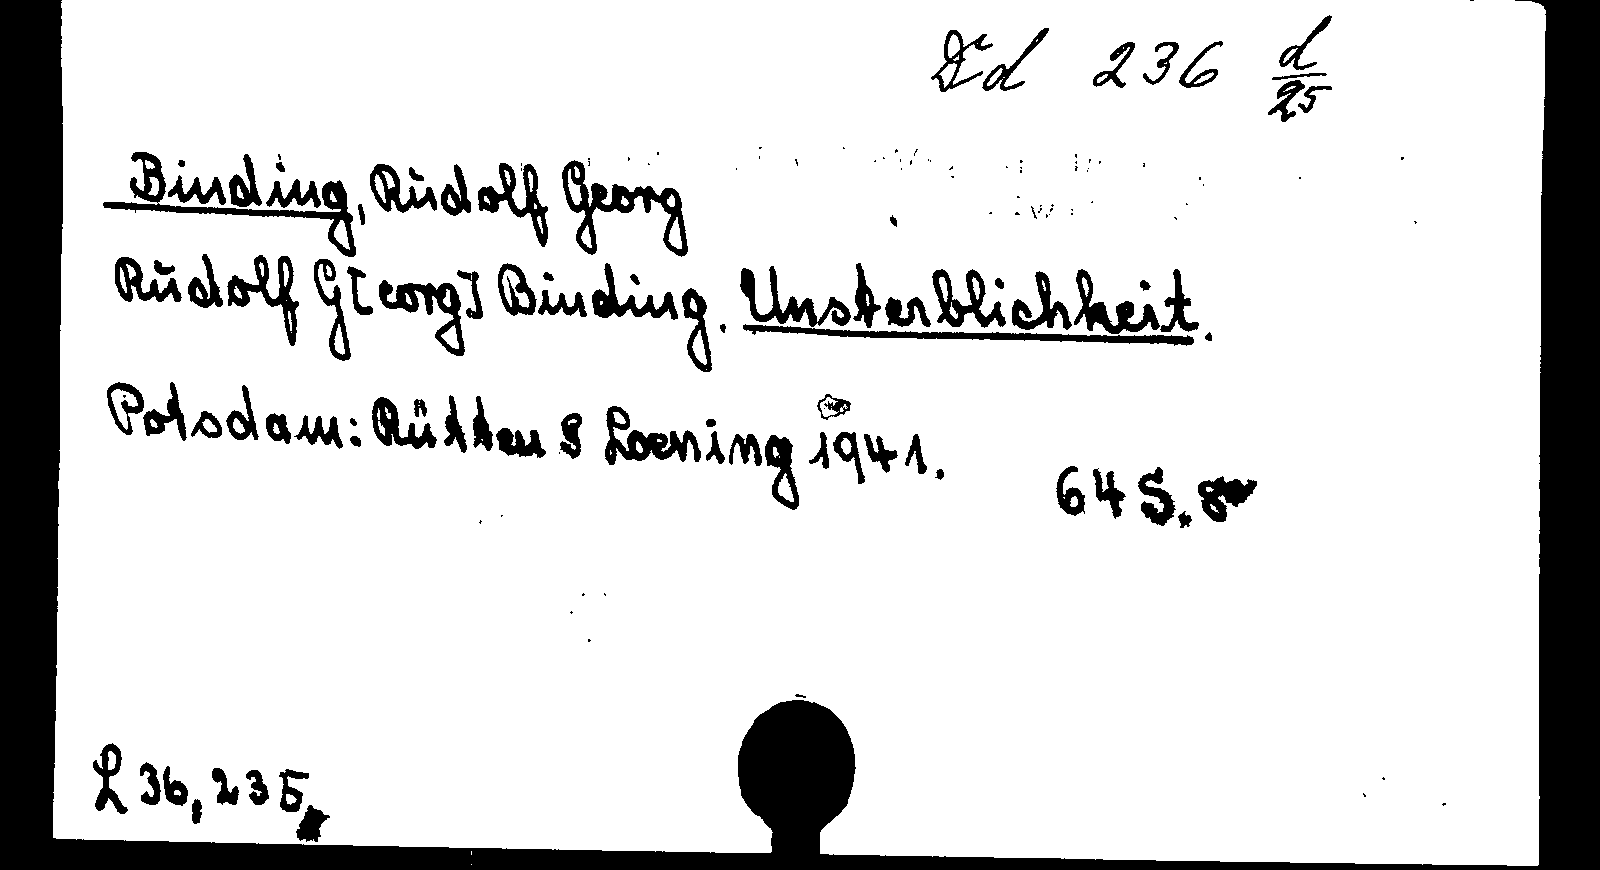 Dd 236 d/25
Binding, Rudolf Georg
Rudolf G[eorg] Binding. Unsterblichkeit.
Potsdam: Rütten & Loening 1941.
64 S. 8°
L 36, 235